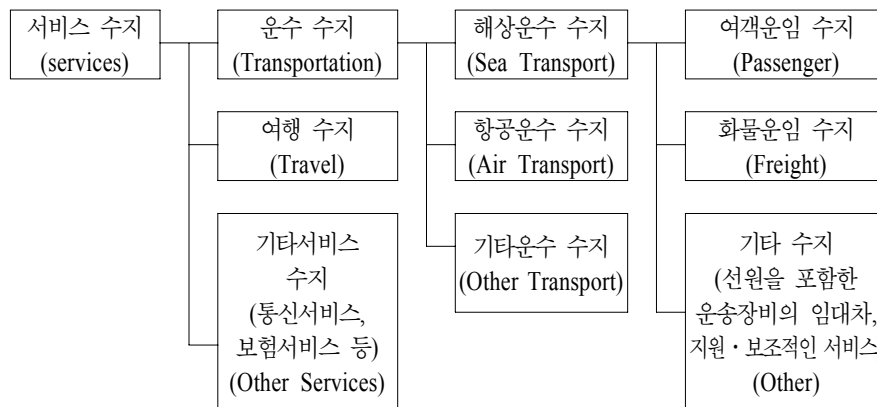 서비스 수지
(services)
운수 수지
(Transportation)
해상운수 수지
(Sea Transport)
여객운임 수지
(Passenger)
여행 수지
(Travel)
항공운수 수지
(Air Transport)
화물운임 수지
(Freight)
기타서비스
수지
(통신서비스,
보험서비스 등)
(Other Services)
기타운수 수지
(Other Transport)
기타 수지
(선원을 포함한
운송장비의 임대차,
지원・보조적인 서비스
(Other)